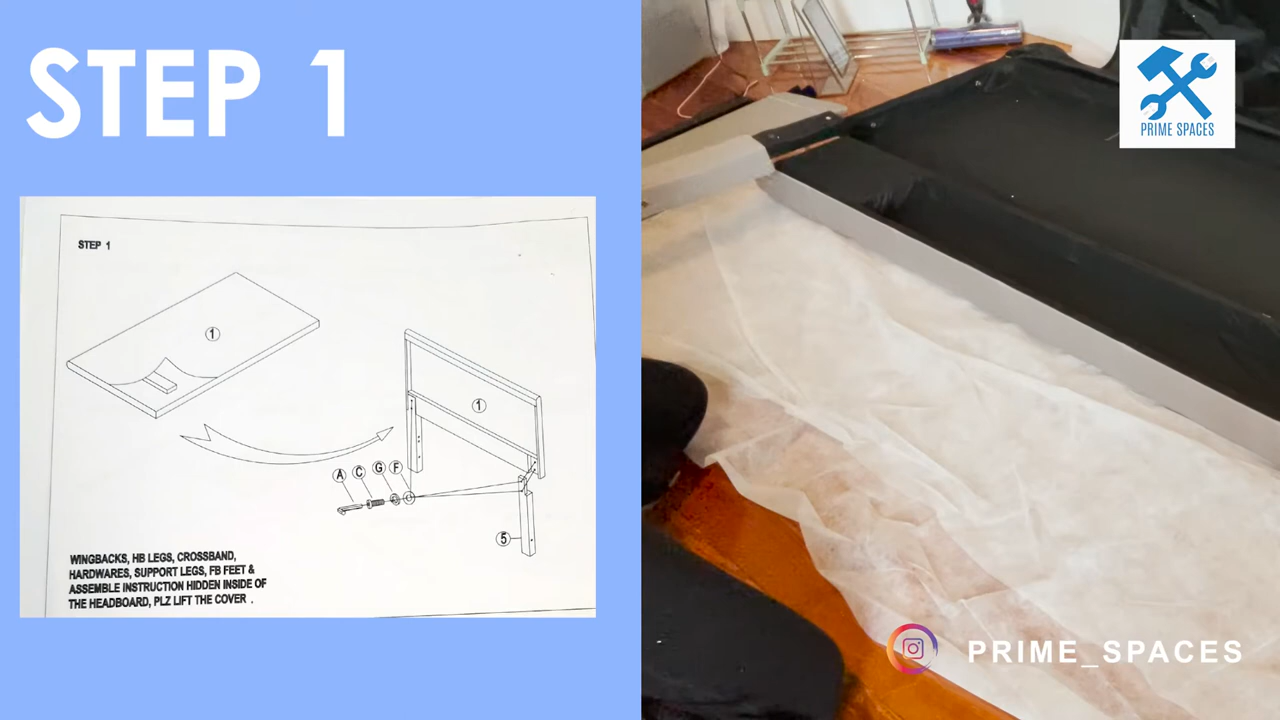 STEP 1
STEP 1
1
1
A C G F
5
WINGBACKS, HB LEGS, CROSSBAND,
HARDWARES, SUPPORT LEGS, FB FEET &
ASSEMBLE INSTRUCTION HIDDEN INSIDE OF
THE HEADBOARD, PLZ LIFT THE COVER .
PRIME SPACES
PRIME_SPACES